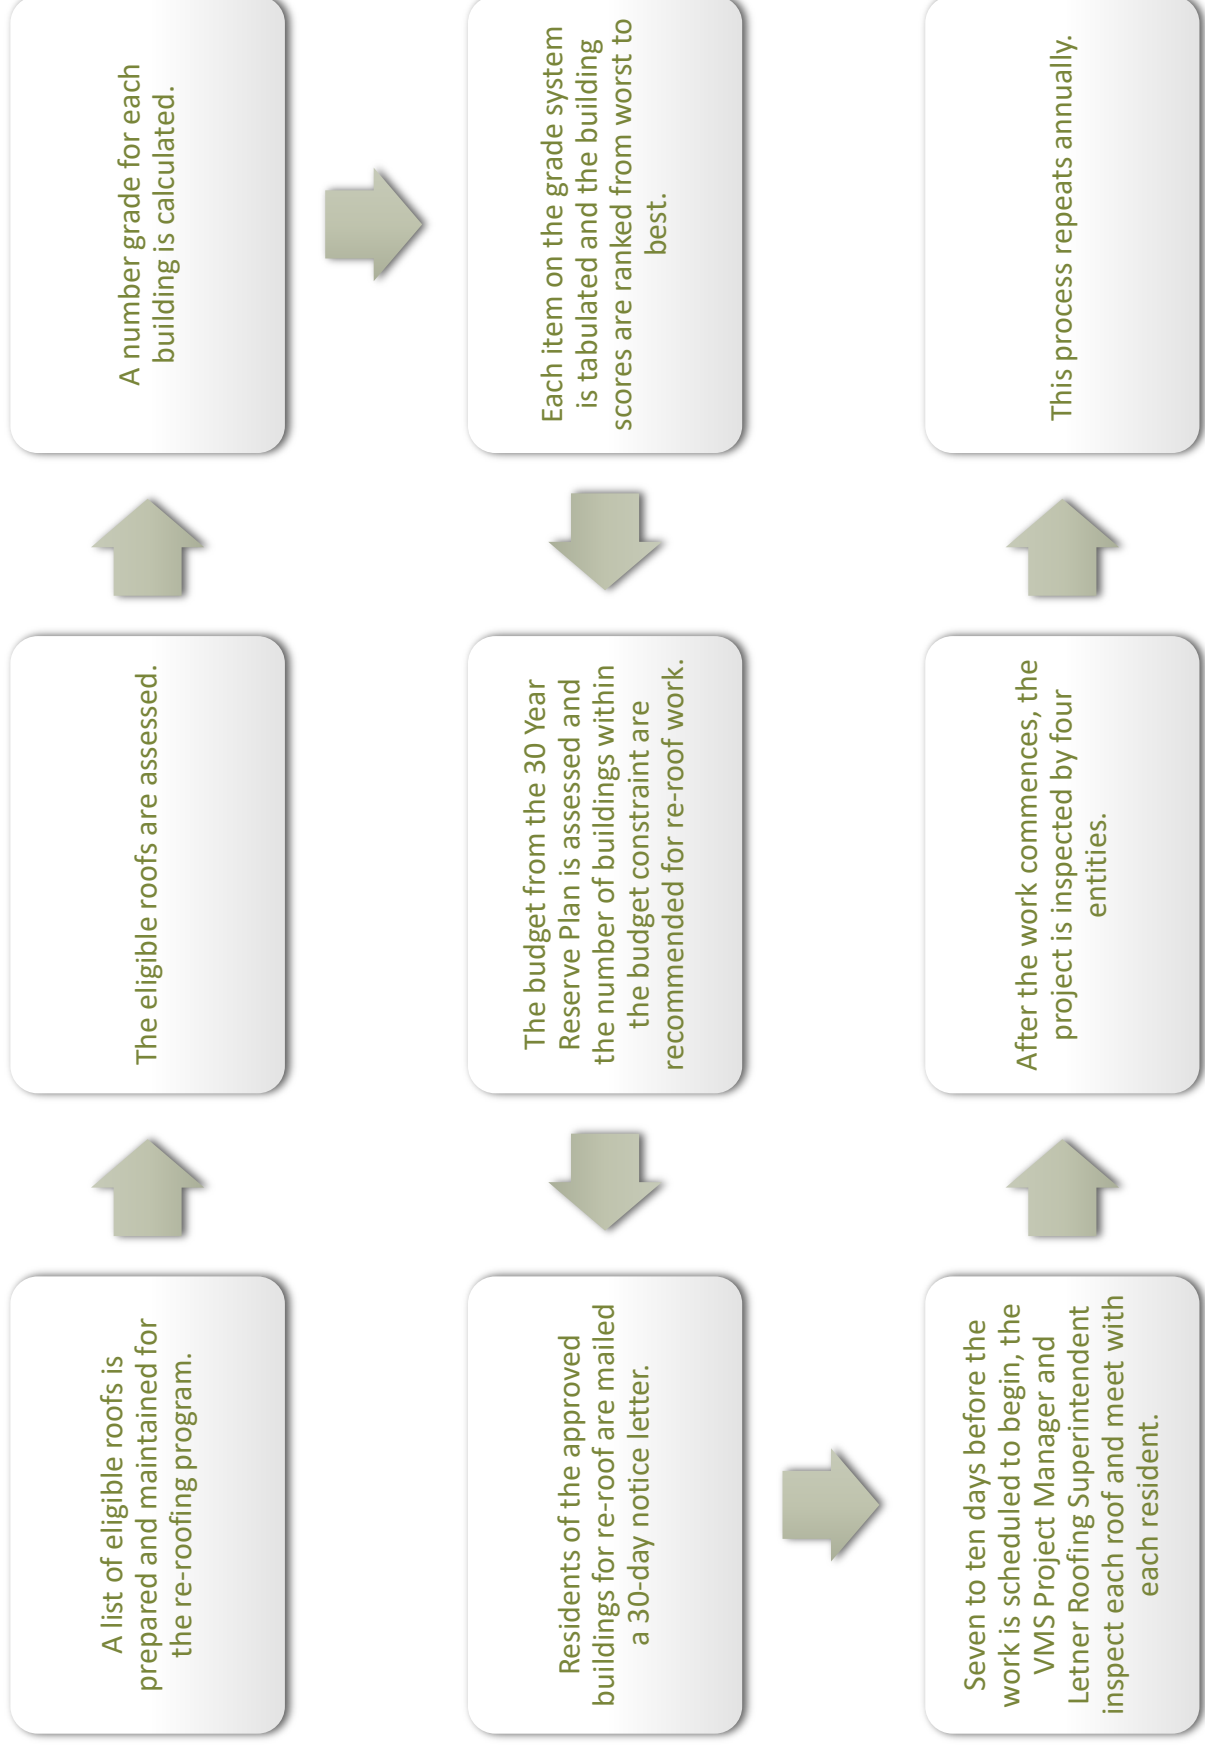 A list of eligible roofs is
prepared and maintained for
the re-roofing program.
The eligible roofs are assessed.
A number grade for each
building is calculated.
Each item on the grade system
is tabulated and the building
scores are ranked from worst to
best.
The budget from the 30 Year
Reserve Plan is assessed and
the number of buildings within
the budget constraint are
recommended for re-roof work.
Residents of the approved
buildings for re-roof are mailed
a 30-day notice letter.
Seven to ten days before the
work is scheduled to begin, the
VMS Project Manager and
Letner Roofing Superintendent
inspect each roof and meet with
each resident.
After the work commences, the
project is inspected by four
entities.
This process repeats annually.